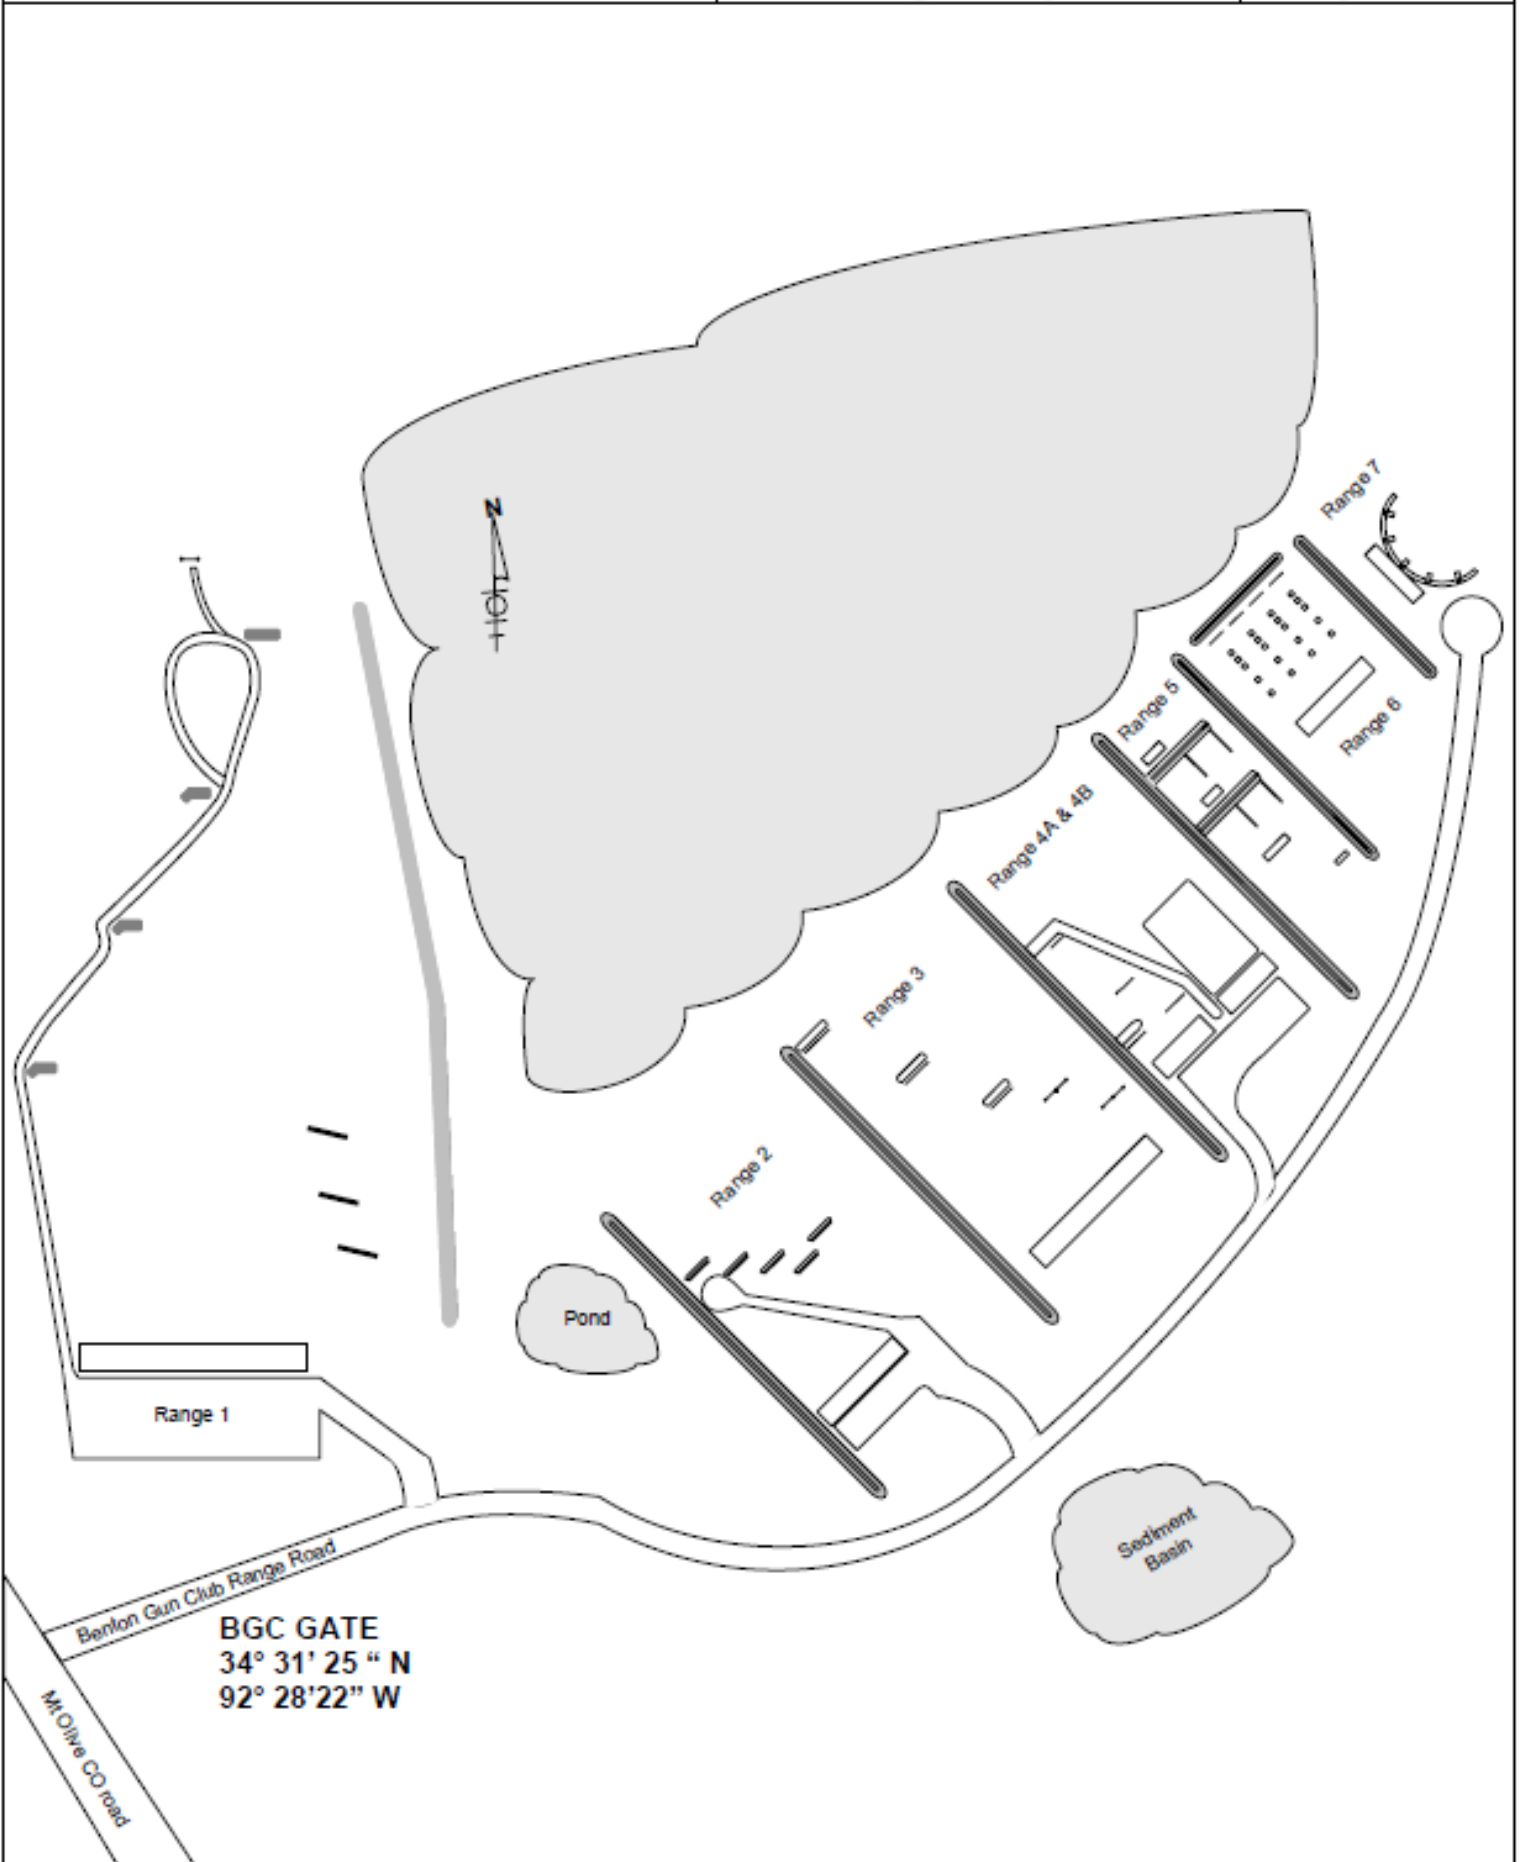 N
Range 7
Range 5
Range 6
Range 4A & 4B
Range 3
Range 2
Pond
Range 1
Sediment
Basin
Benton Gun Club Range Road
BGC GATE
34° 31’ 25 “ N
92° 28’22” W
Mt Olive CO road